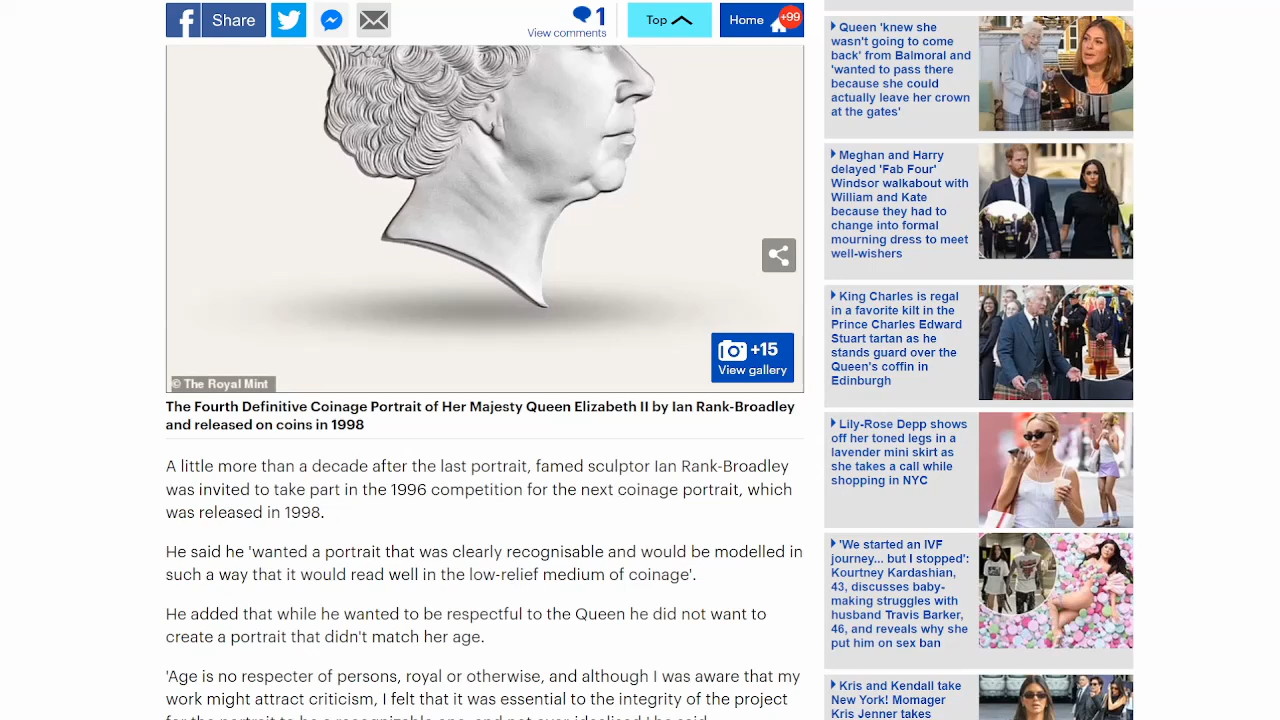 Share
1
View comments
Top
Home
+99
+15
View gallery
© The Royal Mint
The Fourth Definitive Coinage Portrait of Her Majesty Queen Elizabeth II by Ian Rank-Broadley
and released on coins in 1998
A little more than a decade after the last portrait, famed sculptor Ian Rank-Broadley
was invited to take part in the 1996 competition for the next coinage portrait, which
was released in 1998.
He said he 'wanted a portrait that was clearly recognisable and would be modelled in
such a way that it would read well in the low-relief medium of coinage'.
He added that while he wanted to be respectful to the Queen he did not want to
create a portrait that didn't match her age.
'Age is no respecter of persons, royal or otherwise, and although I was aware that my
work might attract criticism, I felt that it was essential to the integrity of the project
Queen 'knew she
wasn't going to come
back' from Balmoral and
'wanted to pass there
because she could
actually leave her crown
at the gates'
Meghan and Harry
delayed 'Fab Four'
Windsor walkabout with
William and Kate
because they had to
change into formal
mourning dress to meet
well-wishers
King Charles is regal
in a favorite kilt in the
Prince Charles Edward
Stuart tartan as he
stands guard over the
Queen's coffin in
Edinburgh
Lily-Rose Depp shows
off her toned legs in a
lavender mini skirt as
she takes a call while
shopping in NYC
'We started an IVF
journey... but I stopped':
Kourtney Kardashian,
43, discusses baby-
making struggles with
husband Travis Barker,
46, and reveals why she
put him on sex ban
Kris and Kendall take
New York! Momager
Kris Jenner takes